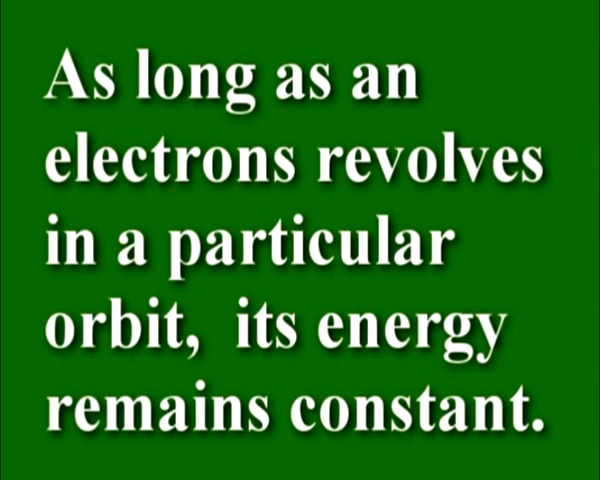 As long as an
electrons revolves
in a particular
orbit, its energy
remains constant.